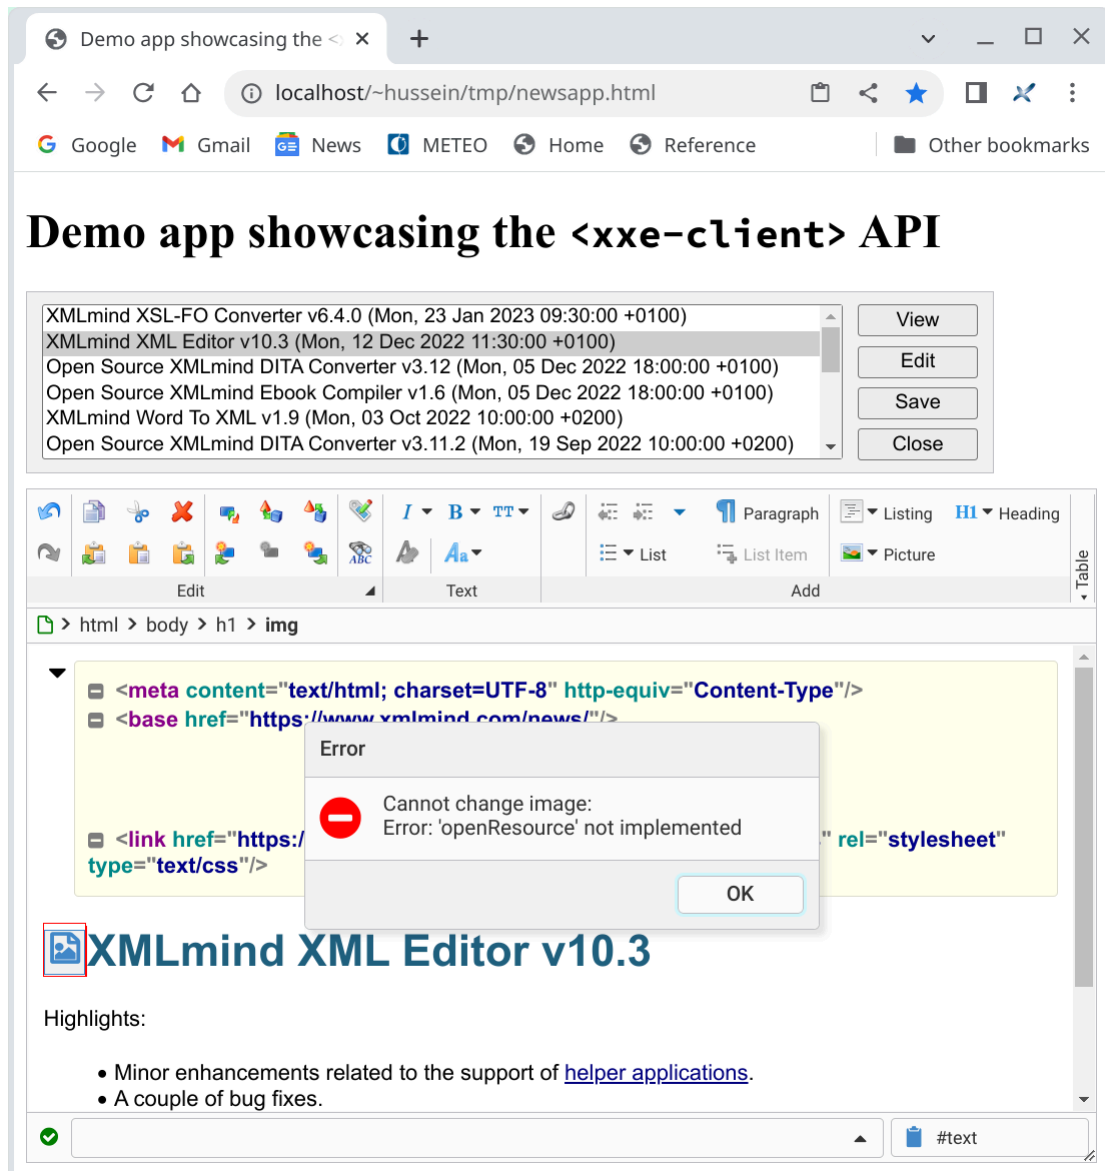 Demo app showcasing the <
localhost/~hussein/tmp/newsapp.html
Google Gmail News METEO Home Reference Other bookmarks
Demo app showcasing the <xxe-client> API
XMLmind XSL-FO Converter v6.4.0 (Mon, 23 Jan 2023 09:30:00 +0100)
XMLmind XML Editor v10.3 (Mon, 12 Dec 2022 11:30:00 +0100)
Open Source XMLmind DITA Converter v3.12 (Mon, 05 Dec 2022 18:00:00 +0100)
Open Source XMLmind Ebook Compiler v1.6 (Mon, 05 Dec 2022 18:00:00 +0100)
XMLmind Word To XML v1.9 (Mon, 03 Oct 2022 10:00:00 +0200)
Open Source XMLmind DITA Converter v3.11.2 (Mon, 19 Sep 2022 10:00:00 +0200)
View
Edit
Save
Close
I B TT Paragraph Listing H1 Heading
ABC Aa List List Item Picture
Edit Text Add
Table
html > body > h1 > img
<meta content="text/html; charset=UTF-8" http-equiv="Content-Type"/>
<base href="https://www.xmlmind.com/news/"/>
Error
Cannot change image:
Error: 'openResource' not implemented
OK
<link href="https:/ " rel="stylesheet"
type="text/css"/>
XMLmind XML Editor v10.3
Highlights:
• Minor enhancements related to the support of helper applications.
• A couple of bug fixes.
#text